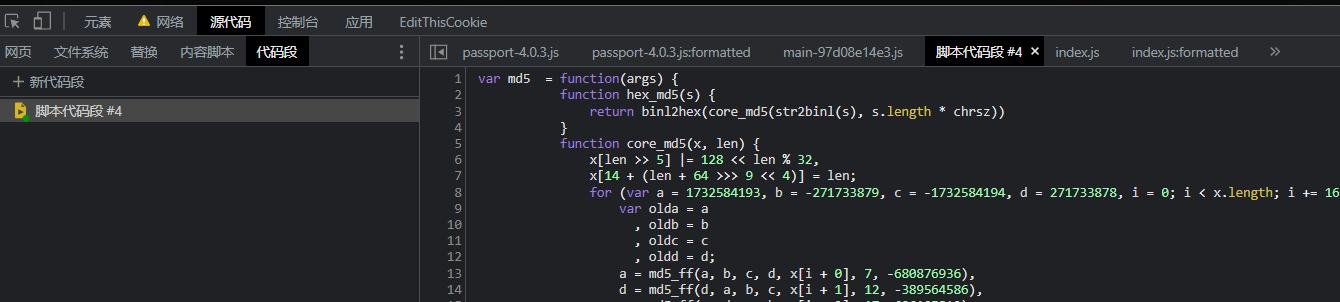 元素 网络 源代码 控制台 应用 EditThisCookie
网页 文件系统 替换 内容脚本 代码段 passport-4.0.3.js passport-4.0.3.js:formatted main-97d08e14e3.js 脚本代码段 #4 × index.js index.js:formatted »
+ 新代码段
脚本代码段 #4
1 var md5 = function(args) {
2 function hex_md5(s) {
3 return binl2hex(core_md5(str2binl(s), s.length * chrsz))
4 }
5 function core_md5(x, len) {
6 x[len >> 5] |= 128 << len % 32,
7 x[14 + (len + 64 >>> 9 << 4)] = len;
8 for (var a = 1732584193, b = -271733879, c = -1732584194, d = 271733878, i = 0; i < x.length; i += 16
9 var olda = a
10 , oldb = b
11 , oldc = c
12 , oldd = d;
13 a = md5_ff(a, b, c, d, x[i + 0], 7, -680876936),
14 d = md5_ff(d, a, b, c, x[i + 1], 12, -389564586),